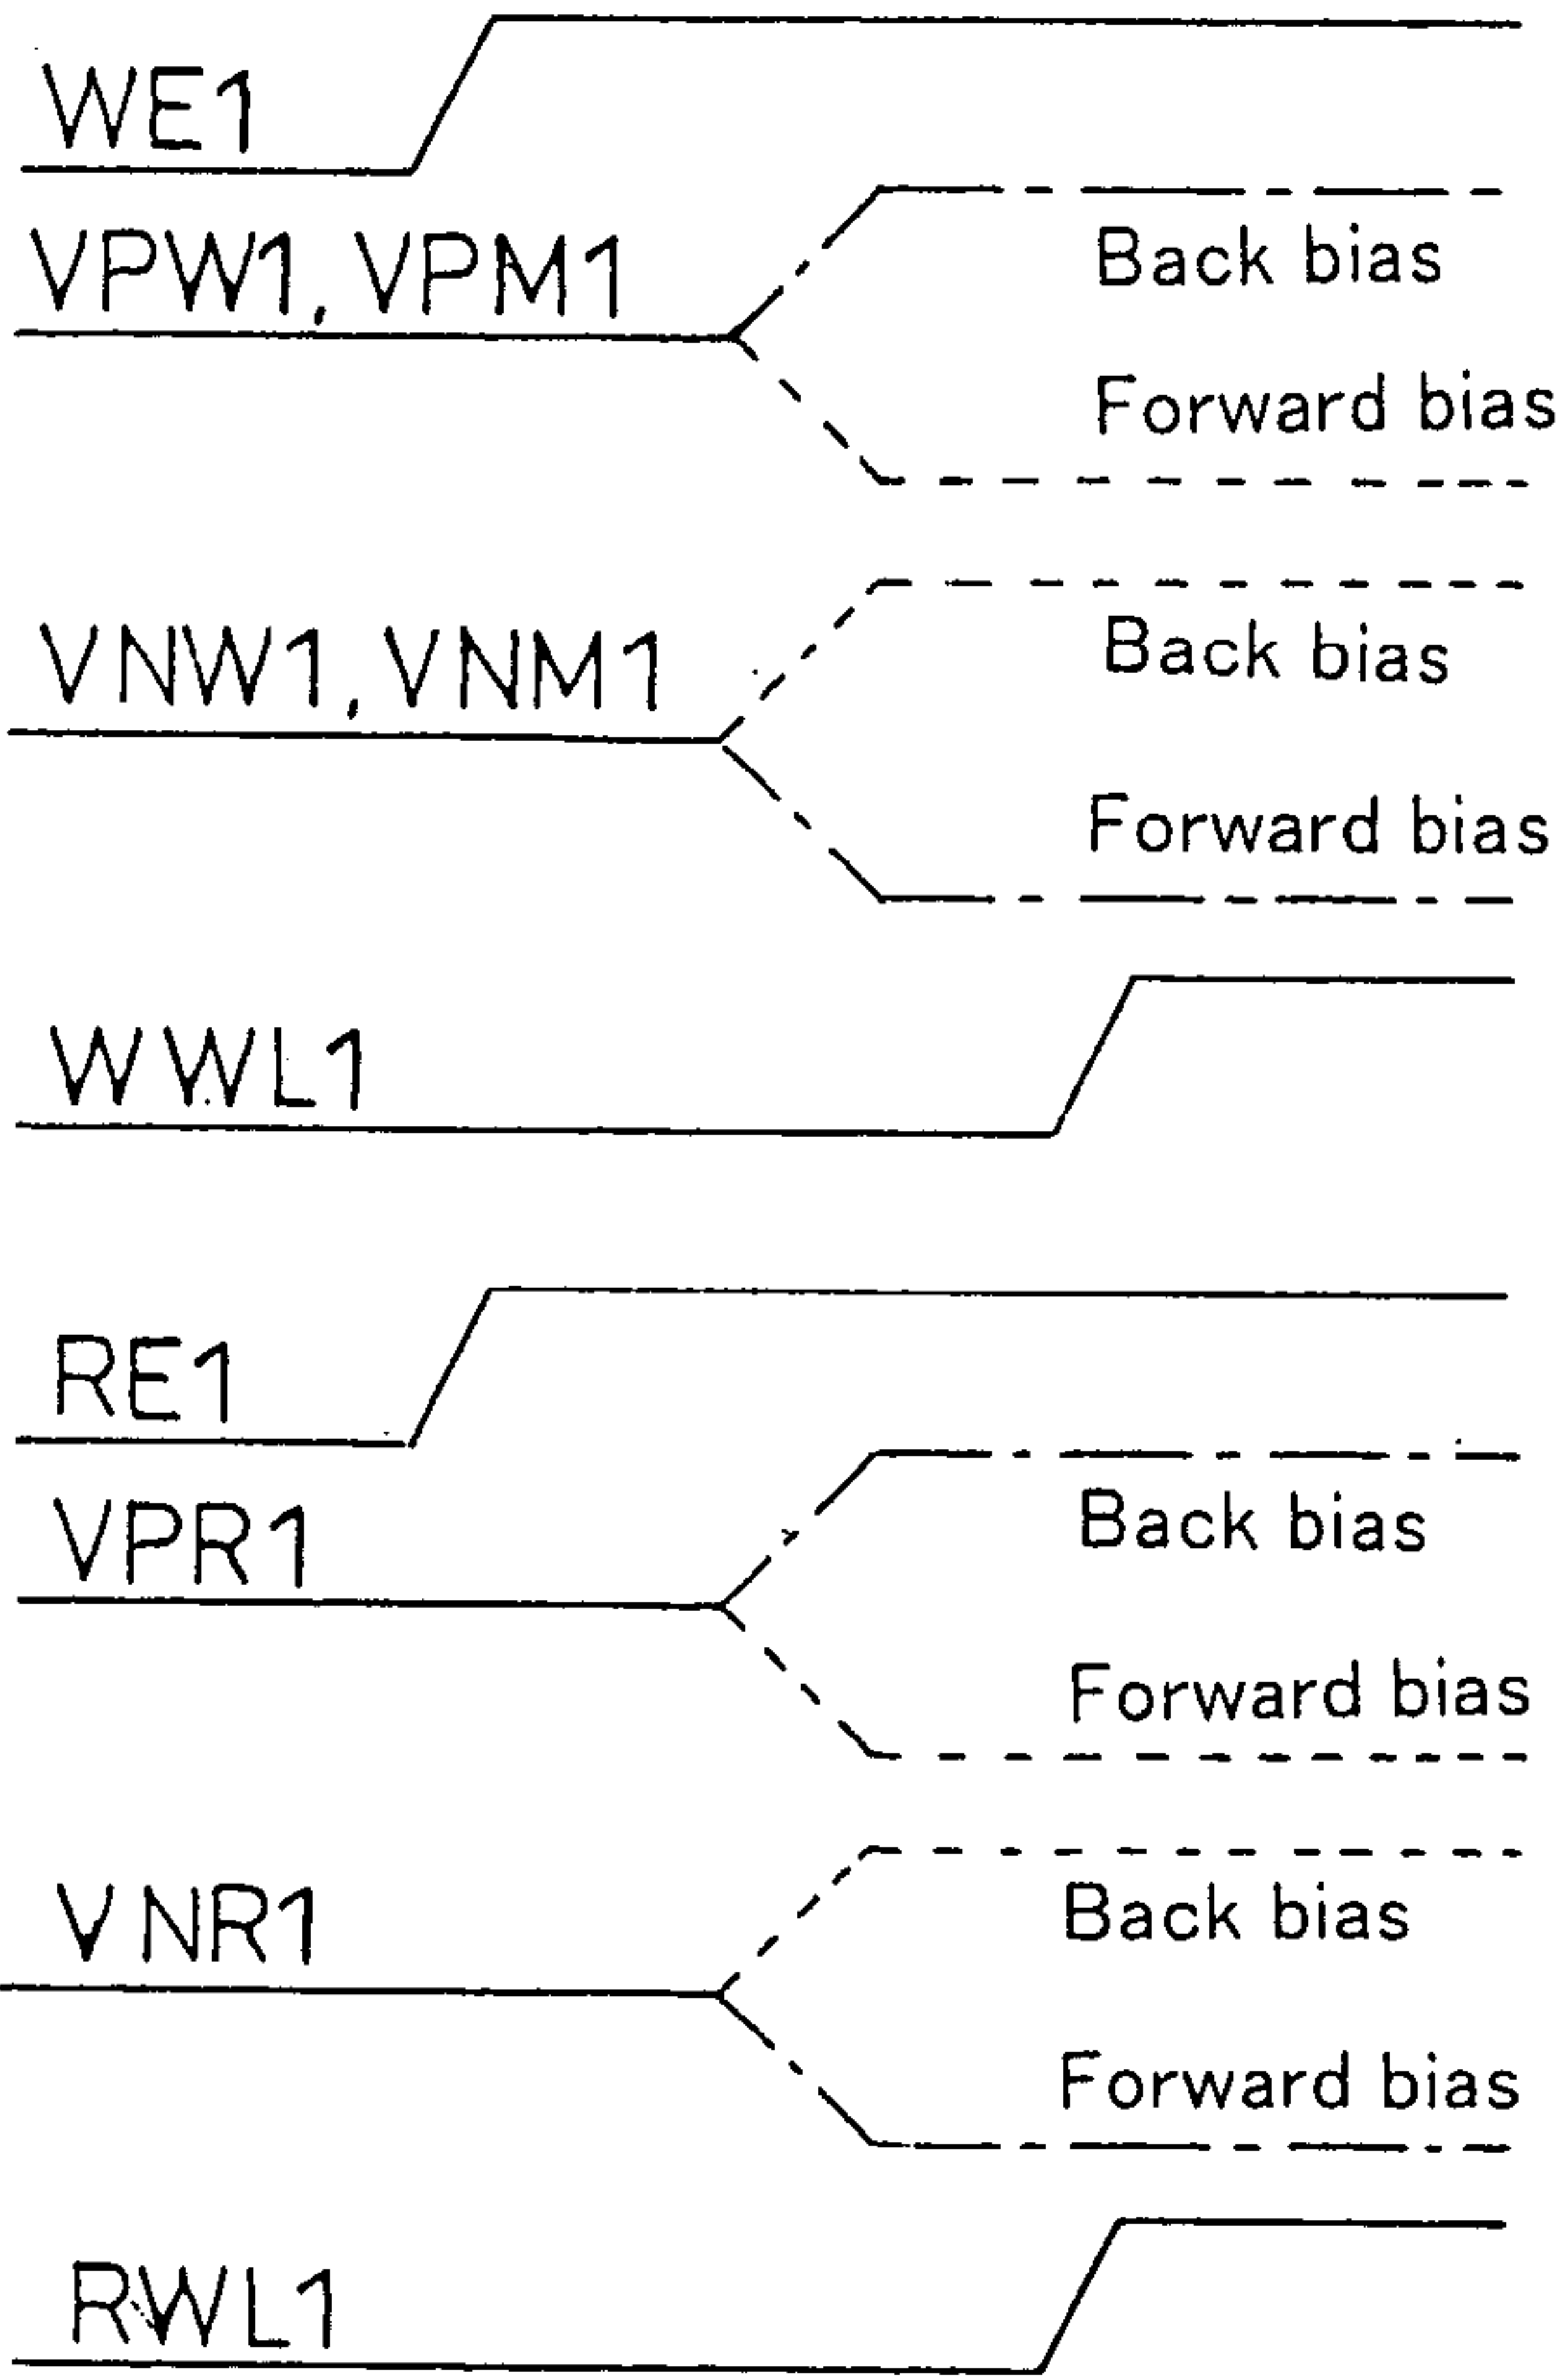 WE1
VPW1, VPM1
Back bias
Forward bias
VNW1, VNM1
Back bias
Forward bias
WWL1
RE1
VPR1
Back bias
Forward bias
VNR1
Back bias
Forward bias
RWL1